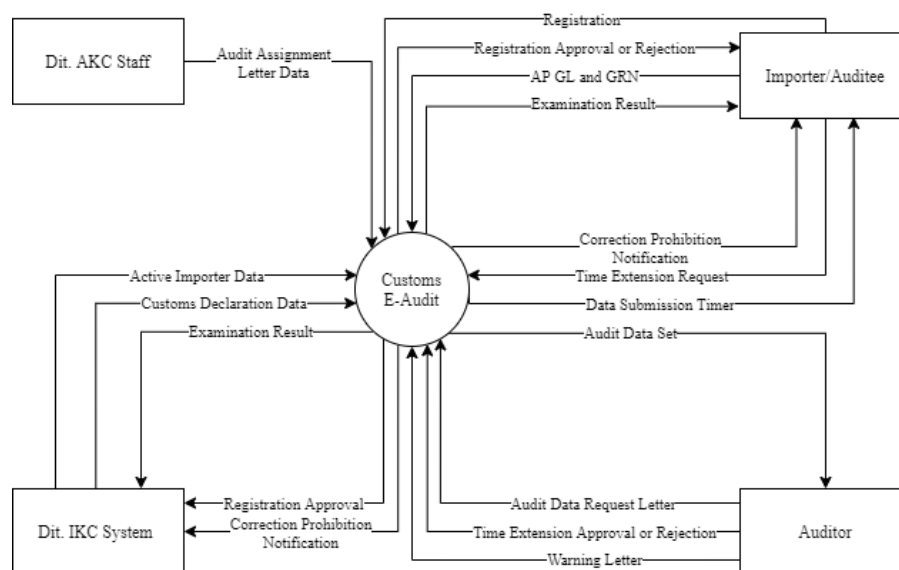 Registration
Dit. AKC Staff
Audit Assignment
Letter Data
Registration Approval or Rejection
AP GL and GRN
Examination Result
Importer/Auditee
Correction Prohibition
Notification
Time Extension Request
Data Submission Timer
Customs
E-Audit
Active Importer Data
Customs Declaration Data
Examination Result
Audit Data Set
Dit. IKC System
Registration Approval
Correction Prohibition
Notification
Audit Data Request Letter
Time Extension Approval or Rejection
Warning Letter
Auditor